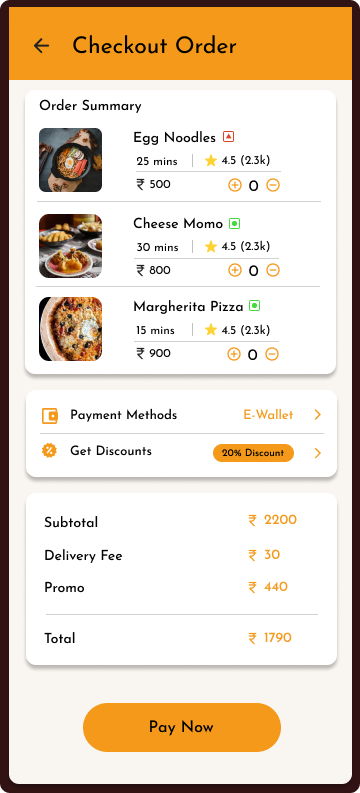 Checkout Order
Order Summary
Egg Noodles
25 mins 4.5 (2.3k)
₹ 500 0
Cheese Momo
30 mins 4.5 (2.3k)
₹ 800 0
Margherita Pizza
15 mins 4.5 (2.3k)
₹ 900 0
Payment Methods E-Wallet
Get Discounts 20% Discount
Subtotal ₹ 2200
Delivery Fee ₹ 30
Promo ₹ 440
Total ₹ 1790
Pay Now